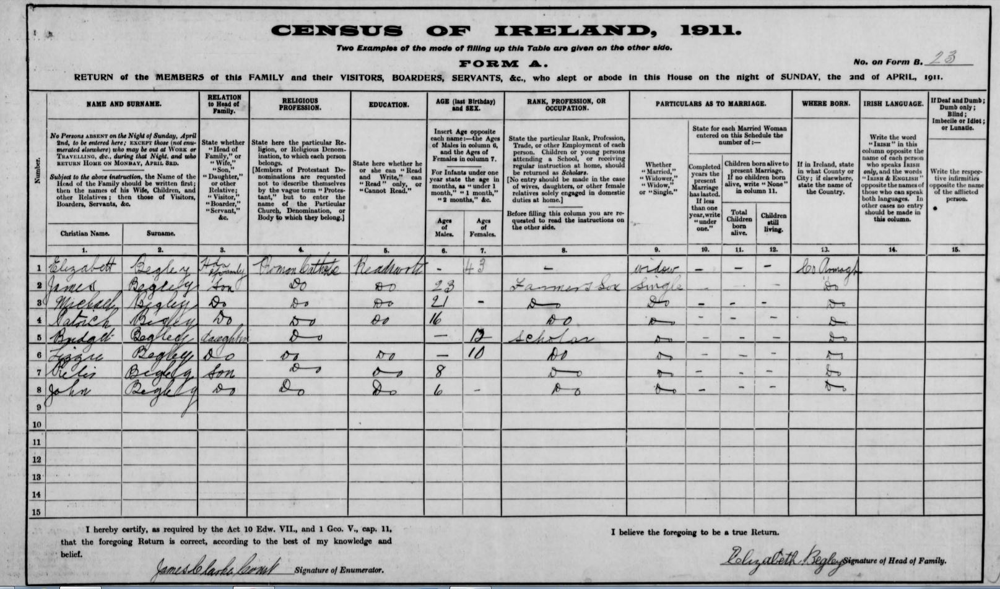 CENSUS OF IRELAND, 1911.
Two Examples of the mode of filling up this Table are given on the other side.
FORM A.
No. on Form B. 23
RETURN of the MEMBERS of this FAMILY and their VISITORS, BOARDERS, SERVANTS, &c., who slept or abode in this House on the night of SUNDAY, the 2nd of APRIL, 1911.
Number.
NAME AND SURNAME.
No Persons ABSENT on the Night of Sunday, April
2nd, to be entered here; EXCEPT those (not enu-
merated elsewhere) who may be out at WORK or
TRAVELLING, &c., during that Night, and who
RETURN HOME ON MONDAY, APRIL 3RD.
Subject to the above instruction, the Name of the
Head of the Family should be written first;
then the names of his Wife, Children, and
other Relatives; then those of Visitors,
Boarders, Servants, &c.
Christian Name.
Surname.
RELATION
to Head of
Family.
State whether
"Head of
Family," or
"Wife,"
"Son,"
"Daughter,"
or other
Relative;
"Visitor,"
"Boarder,"
"Servant,"
&c.
RELIGIOUS
PROFESSION.
State here the particular Re-
ligion, or Religious Denom-
ination, to which each person
belongs.
[Members of Protestant De-
nominations are requested
not to describe themselves
by the vague term "Protes-
tant," but to enter the
name of the Particular
Church, Denomination, or
Body to which they belong.]
EDUCATION.
State here whether he
or she can "Read
and Write," can
"Read" only, or
"Cannot Read."
AGE (last Birthday)
and SEX.
Insert Age opposite
each name:—the Ages
of Males in column 6,
and the Ages of
Females in column 7.
For Infants under one
year state the age in
months, as "under 1
month," "1 month,"
"2 months," &c.
Ages
of
Males.
Ages
of
Females.
RANK, PROFESSION, OR
OCCUPATION.
State the particular Rank, Profession,
Trade, or other Employment of each
person. Children or young persons
attending a School, or receiving
regular instruction at home, should
be returned as Scholars.
[No entry should be made in the case
of wives, daughters, or other female
relatives solely engaged in domestic
duties at home.]
Before filling this column you are re-
quested to read the instructions on
the other side.
PARTICULARS AS TO MARRIAGE.
Whether
"Married,"
"Widower,"
"Widow,"
or "Single."
State for each Married Woman
entered on this Schedule the
number of:—
Completed
years the
present
Marriage
has lasted.
If less
than one
year, write
"under
one."
Children born alive to
present Marriage.
If no children born
alive, write "None"
in column 11.
Total
Children
born
alive.
Children
still
living.
WHERE BORN.
If in Ireland, state
in what County or
City; if elsewhere,
state the name of
the Country.
IRISH LANGUAGE.
Write the word
"IRISH" in this
column opposite the
name of each person
who speaks IRISH
only, and the words
"IRISH & ENGLISH"
opposite the names of
those who can speak
both languages. In
other cases no entry
should be made in
this column.
If Deaf and Dumb;
Dumb only;
Blind;
Imbecile or Idiot;
or Lunatic.
Write the respec-
tive infirmities
opposite the name
of the afflicted
person.
1. 2. 3. 4. 5. 6. 7. 8. 9. 10. 11. 12. 13. 14. 15.
1 Elizabeth Begley Hd of Family Roman Catholic - 43 - widow - - - Co Armagh
2 James Begley Son Do Do 23 Farmers Son Single Do
3 Michael Begley Do Do Do 21 - Do Do - - - Do
4 Patrick Begley Do Do Do 16 Do Do - - - Do
5 Bridget Begley daughter Do - 12 scholar Do - - - Do
6 Lizzie Begley Do Do Do - 10 Do Do - - - Do
7 Begley Son Do Do 8 Do Do - - - Do
8 John Begley Do Do Do 6 - Do Do - - - Do
9
10
11
12
13
14
15
I hereby certify, as required by the Act 10 Edw. VII., and 1 Geo. V., cap. 11,
that the foregoing Return is correct, according to the best of my knowledge and
belief.
James Clarke Const Signature of Enumerator.
I believe the foregoing to be a true Return.
Elizabeth Begley Signature of Head of Family.